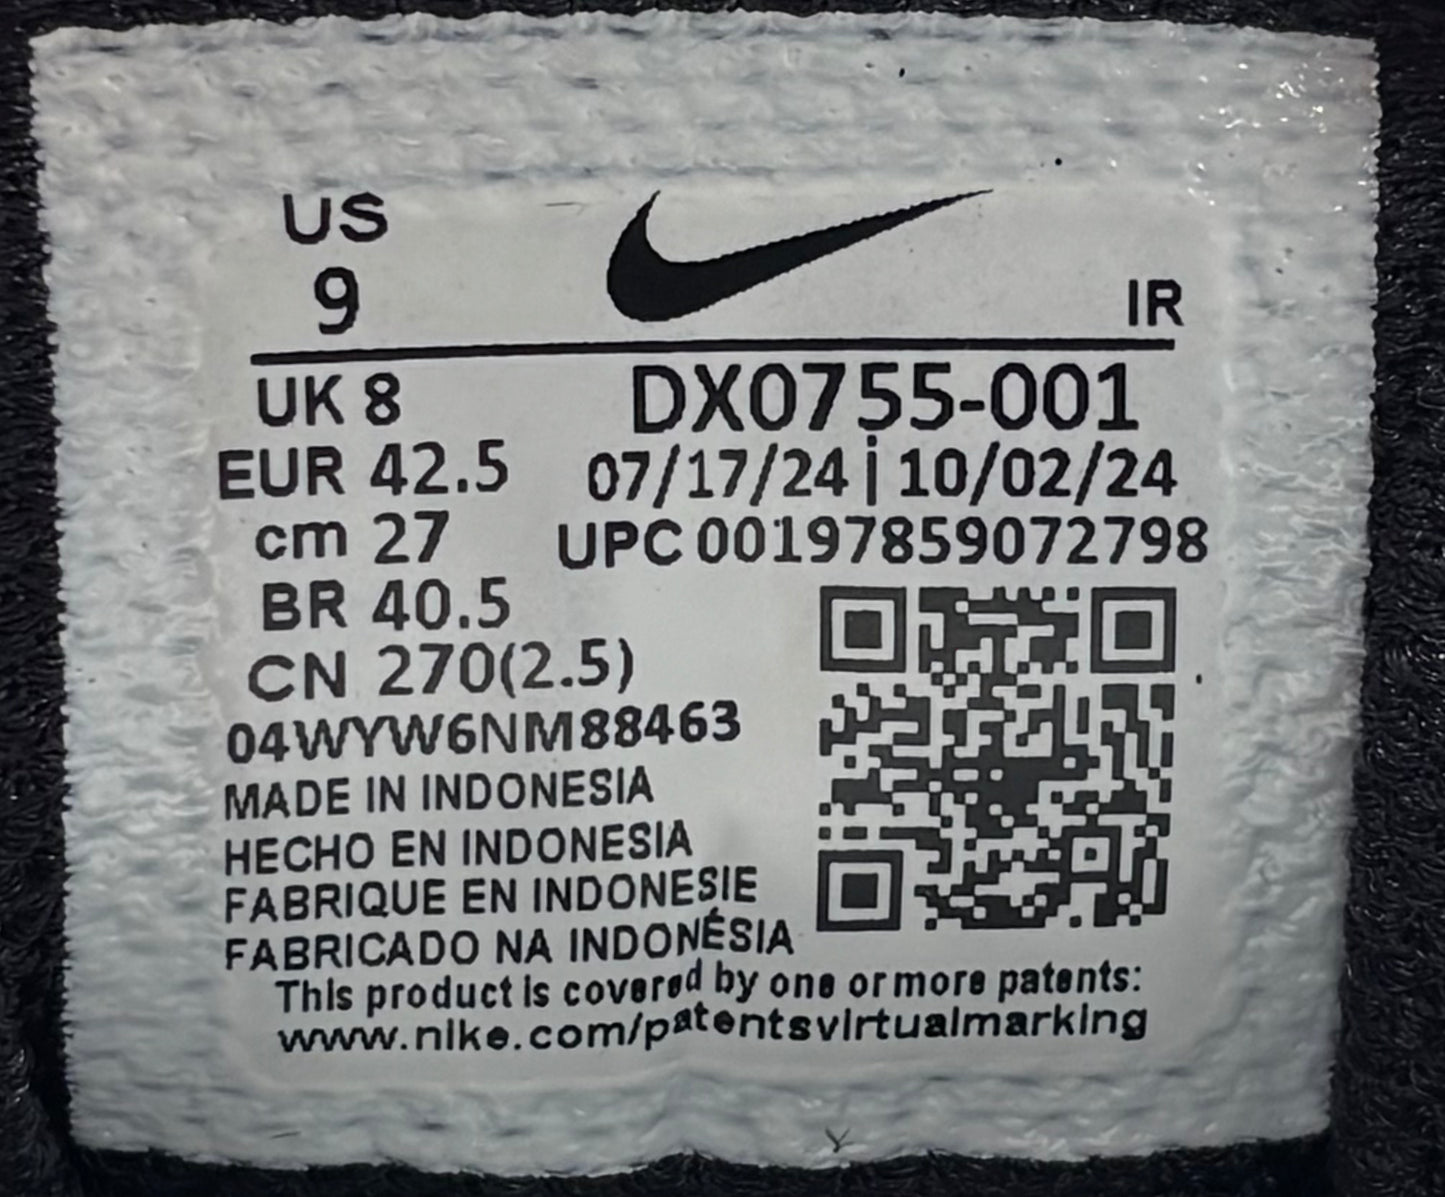 US
9
IR
UK 8
DX0755-001
EUR 42.5
07/17/24 | 10/02/24
cm 27
UPC 00197859072798
BR 40.5
CN 270(2.5)
04WYW6NM88463
MADE IN INDONESIA
HECHO EN INDONESIA
FABRIQUE EN INDONESIE
FABRICADO NA INDONÉSIA
This product is covered by one or more patents:
www.nike.com/patentsvirtualmarking